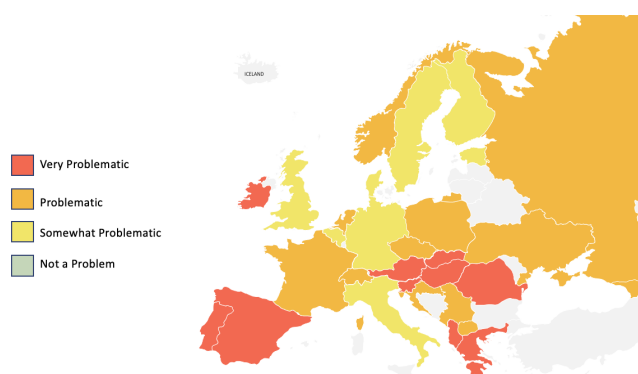 ICELAND
Very Problematic
Problematic
Somewhat Problematic
Not a Problem